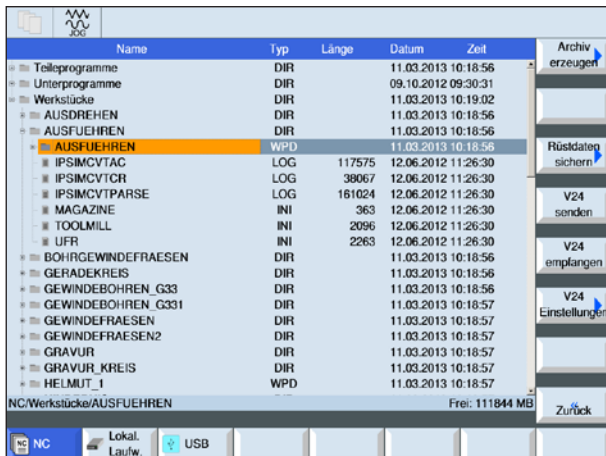 JOG
Name Typ Länge Datum Zeit
Teileprogramme DIR 11.03.2013 10:18:56
Unterprogramme DIR 09.10.2012 09:30:31
Werkstücke DIR 11.03.2013 10:19:02
AUSDREHEN DIR 11.03.2013 10:18:56
AUSFUEHREN DIR 11.03.2013 10:18:56
AUSFUEHREN WPD 11.03.2013 10:18:56
IPSIMCVTAC LOG 117575 12.06.2012 11:26:30
IPSIMCVTCR LOG 38067 12.06.2012 11:26:30
IPSIMCVTPARSE LOG 161024 12.06.2012 11:26:30
MAGAZINE INI 363 12.06.2012 11:26:30
TOOLMILL INI 2096 12.06.2012 11:26:30
UFR INI 2263 12.06.2012 11:26:30
BOHRGEWINDEFRAESEN DIR 11.03.2013 10:18:56
GERADEKREIS DIR 11.03.2013 10:18:56
GEWINDEBOHREN_G33 DIR 11.03.2013 10:18:56
GEWINDEBOHREN_G331 DIR 11.03.2013 10:18:57
GEWINDEFRAESEN DIR 11.03.2013 10:18:57
GEWINDEFRAESEN2 DIR 11.03.2013 10:18:57
GRAVUR DIR 11.03.2013 10:18:57
GRAVUR_KREIS DIR 11.03.2013 10:18:57
HELMUT_1 WPD 11.03.2013 10:18:57
NC/Werkstücke/AUSFUEHREN Frei: 111844 MB
Archiv
erzeugen
Rüstdaten
sichern
V24
senden
V24
empfangen
V24
Einstellungen
Zurück
NC
Lokal.
Laufw.
USB